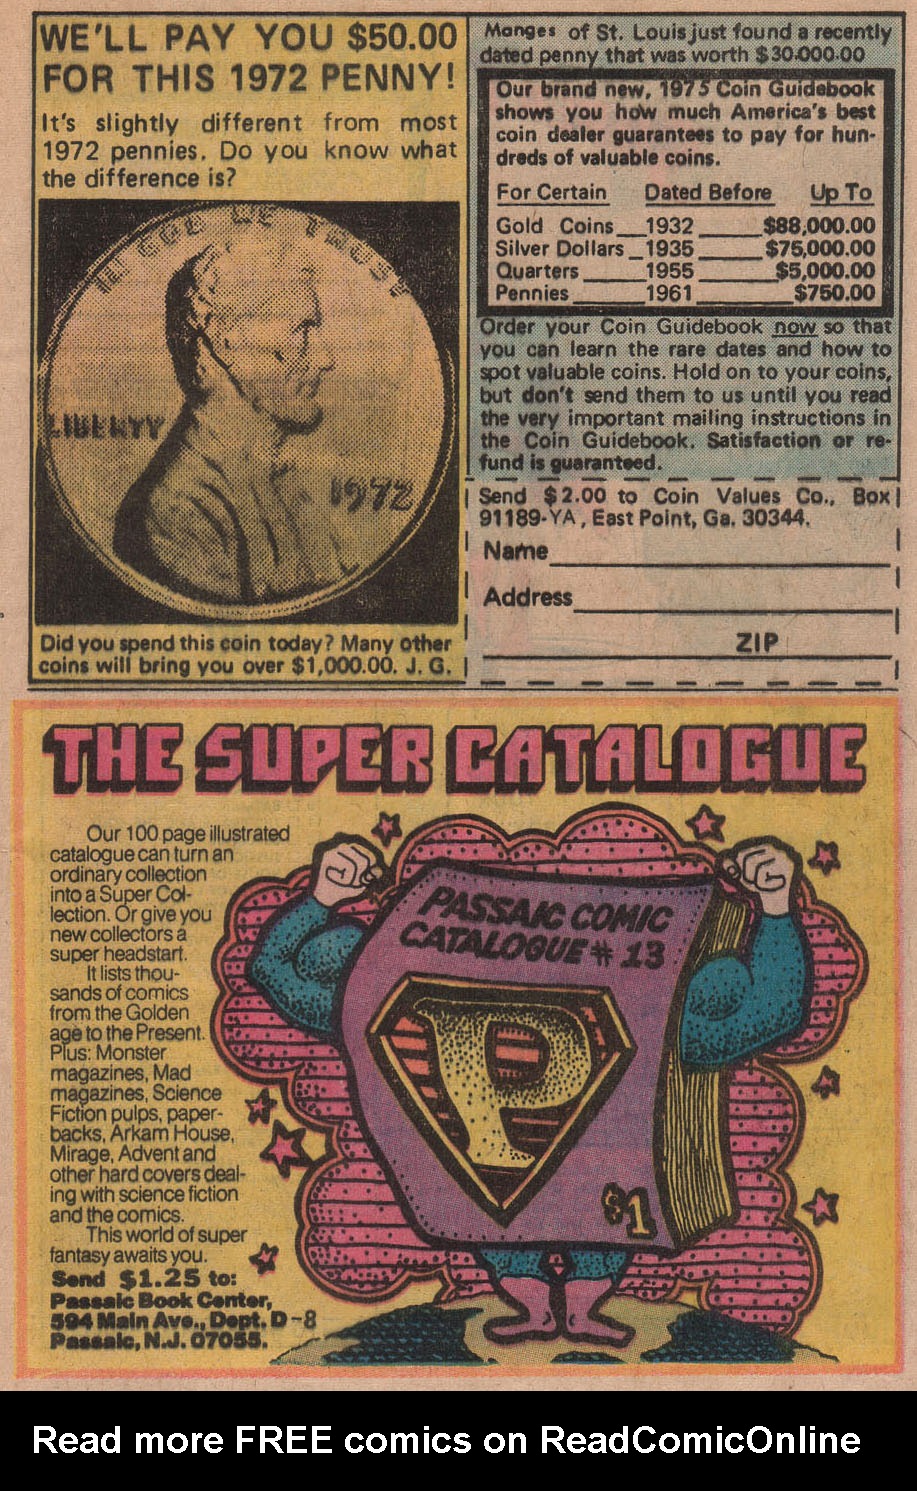 WE'LL PAY YOU $50.00
FOR THIS 1972 PENNY!
It's slightly different from most
1972 pennies. Do you know what
the difference is?
IN GOD WE TRUST
LIBERTY
1972
Did you spend this coin today? Many other
coins will bring you over $1,000.00. J. G.
Manges of St. Louis just found a recently
dated penny that was worth $30.000.00
Our brand new, 1975 Coin Guidebook
shows you how much America's best
coin dealer guarantees to pay for hun-
dreds of valuable coins.
For Certain Dated Before Up To
Gold Coins 1932 $88,000.00
Silver Dollars 1935 $75,000.00
Quarters 1955 $5,000.00
Pennies 1961 $750.00
Order your Coin Guidebook now so that
you can learn the rare dates and how to
spot valuable coins. Hold on to your coins,
but don't send them to us until you read
the very important mailing instructions in
the Coin Guidebook. Satisfaction or re-
fund is guaranteed.
Send $2.00 to Coin Values Co., Box
91189-YA, East Point, Ga. 30344.
Name
Address
ZIP
THE SUPER CATALOGUE
Our 100 page illustrated
catalogue can turn an
ordinary collection
into a Super Col-
lection. Or give you
new collectors a
super headstart.
It lists thou-
sands of comics
from the Golden
age to the Present.
Plus: Monster
magazines, Mad
magazines, Science
Fiction pulps, paper-
backs, Arkam House,
Mirage, Advent and
other hard covers deal-
ing with science fiction
and the comics.
This world of super
fantasy awaits you.
Send $1.25 to:
Passaic Book Center,
594 Main Ave., Dept. D-8
Passaic, N.J. 07055.
PASSAIC COMIC
CATALOGUE # 13
P
$1
Read more FREE comics on ReadComicOnline